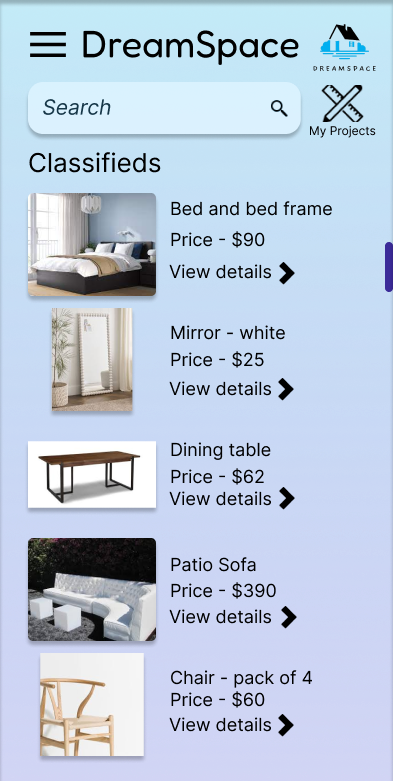 DreamSpace
DREAMSPACE
Search
My Projects
Classifieds
Bed and bed frame
Price - $90
View details
Mirror - white
Price - $25
View details
Dining table
Price - $62
View details
Patio Sofa
Price - $390
View details
Chair - pack of 4
Price - $60
View details